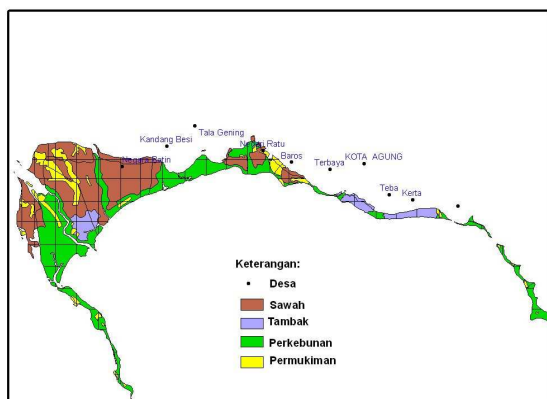 Tala Gening
Kandang Besi
Negeri Ratu
Baros
KOTA AGUNG
Terbaya
Teba
Kerta
Keterangan:
Desa
Sawah
Tambak
Perkebunan
Permukiman